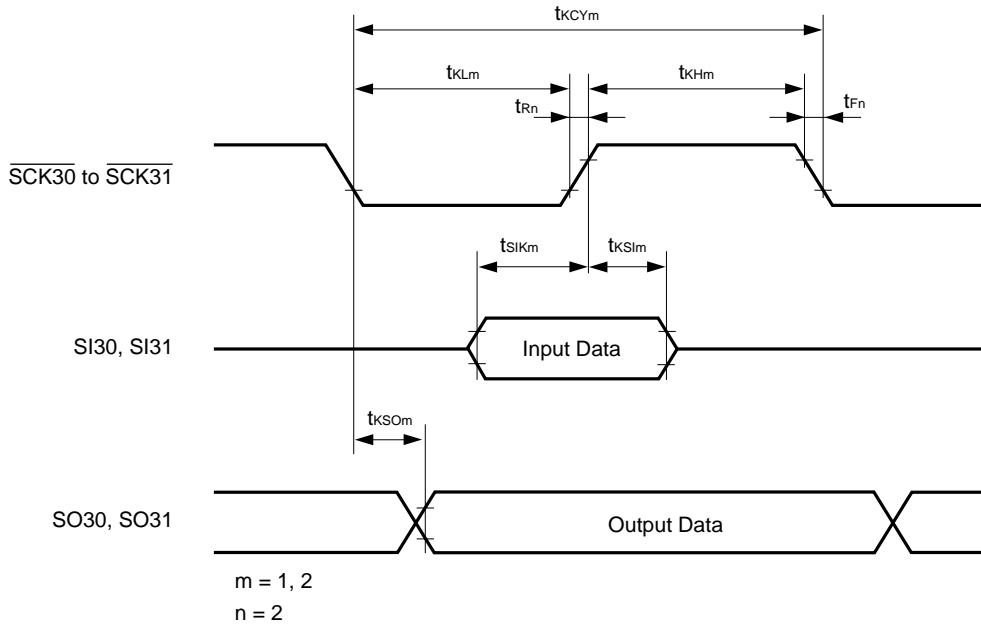 tKCYm
tKLm
tKHm
tRn
tFn
SCK30 to SCK31
tSIKm
tKSIm
SI30, SI31
Input Data
tKSOm
SO30, SO31
Output Data
m = 1, 2
n = 2